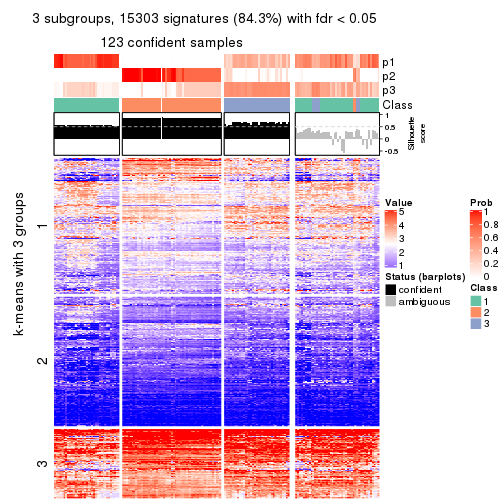 3 subgroups, 15303 signatures (84.3%) with fdr < 0.05
123 confident samples
p1
p2
p3
Class
1
0.5
0
-0.5
Silhouette
score
k-means with 3 groups
1
2
3
Value
5
4
3
2
1
Status (barplots)
confident
ambiguous
Prob
1
0.8
0.6
0.4
0.2
0
Class
1
2
3